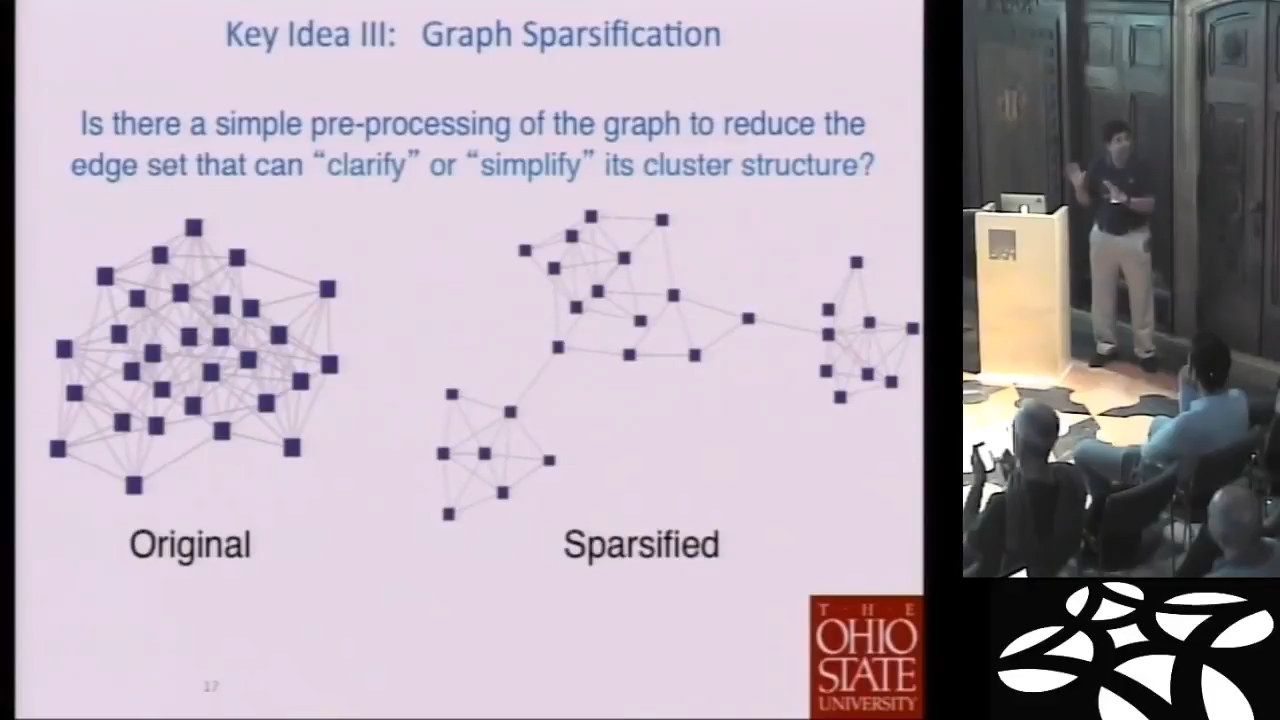 Key Idea III: Graph Sparsification
Is there a simple pre-processing of the graph to reduce the
edge set that can “clarify” or “simplify” its cluster structure?
Original
Sparsified
T · H · E
OHIO
STATE
UNIVERSITY
17